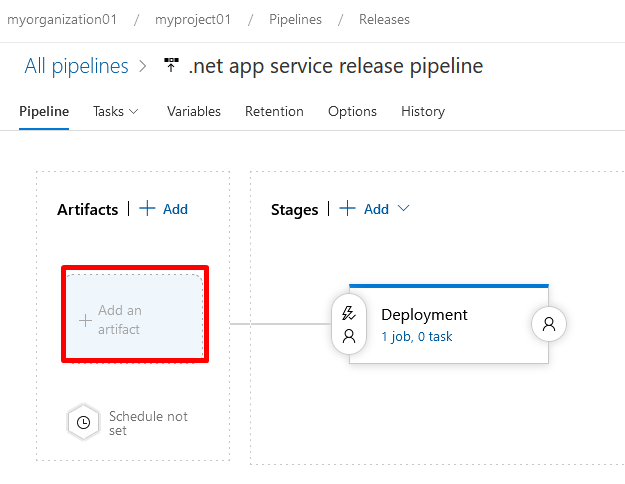 myorganization01 / myproject01 / Pipelines / Releases
All pipelines > .net app service release pipeline
Pipeline Tasks Variables Retention Options History
Artifacts | + Add
Stages | + Add
+ Add an
artifact
Schedule not
set
Deployment
1 job, 0 task